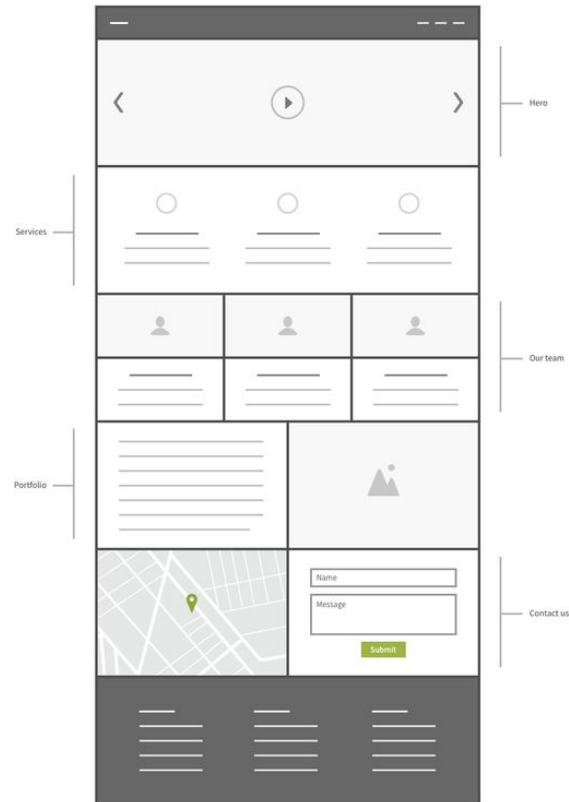 Hero
Services
Our team
Portfolio
Name
Message
Submit
Contact us